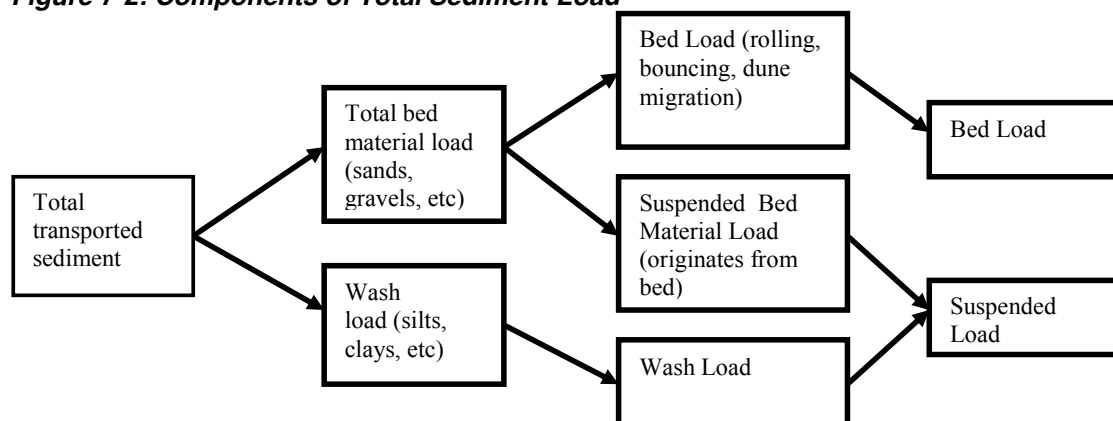 Figure 7-2. Components of Total Sediment Load
Bed Load (rolling,
bouncing, dune
migration)
Total bed
material load
(sands,
gravels, etc)
Bed Load
Total
transported
sediment
Suspended Bed
Material Load
(originates from
bed)
Wash
load (silts,
clays, etc)
Suspended
Load
Wash Load